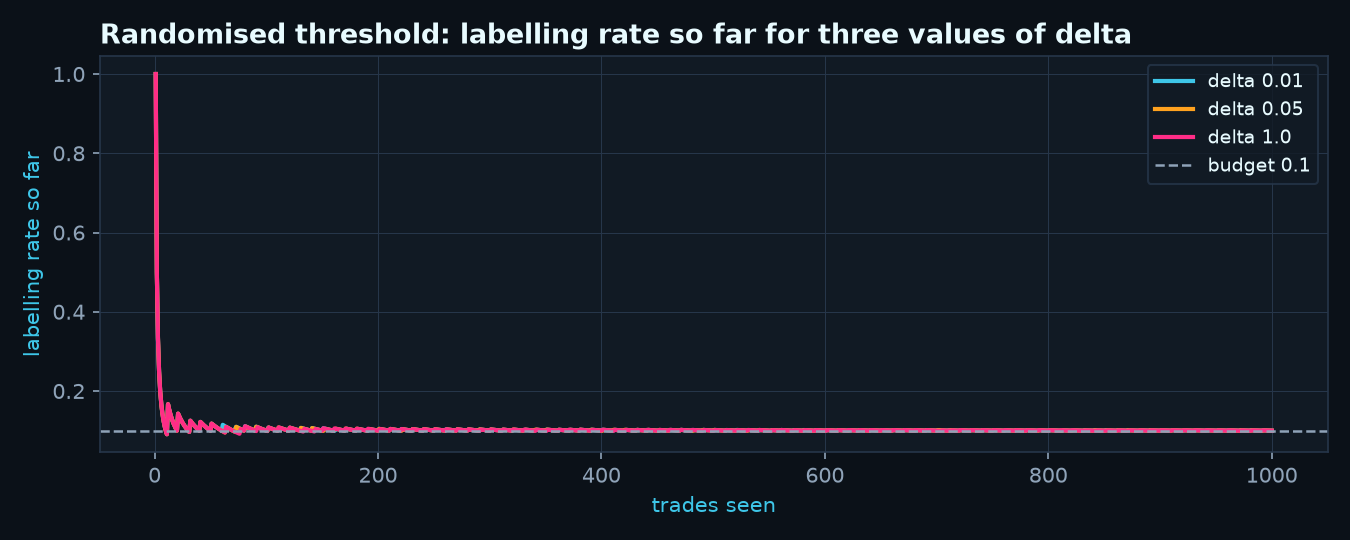 Randomised threshold: labelling rate so far for three values of delta
delta 0.01
delta 0.05
delta 1.0
budget 0.1
labelling rate so far
1.0
0.8
0.6
0.4
0.2
0 200 400 600 800 1000
trades seen